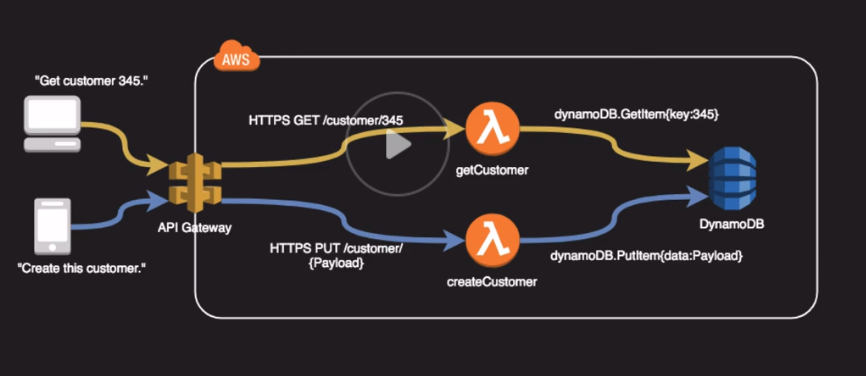 AWS
"Get customer 345."
HTTPS GET /customer/345
dynamoDB.GetItem{key:345}
getCustomer
API Gateway
DynamoDB
HTTPS PUT /customer/
{Payload}
dynamoDB.PutItem{data:Payload}
"Create this customer."
createCustomer